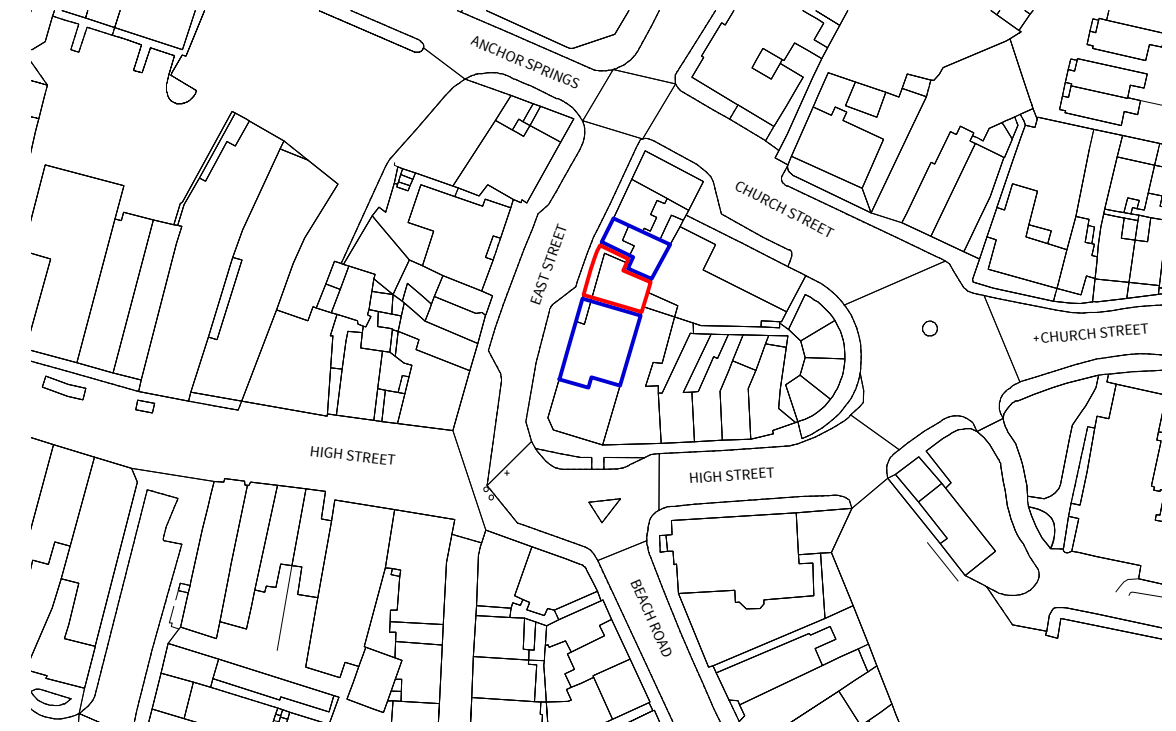 ANCHOR SPRINGS
CHURCH STREET
EAST STREET
+CHURCH STREET
HIGH STREET
HIGH STREET
BEACH ROAD